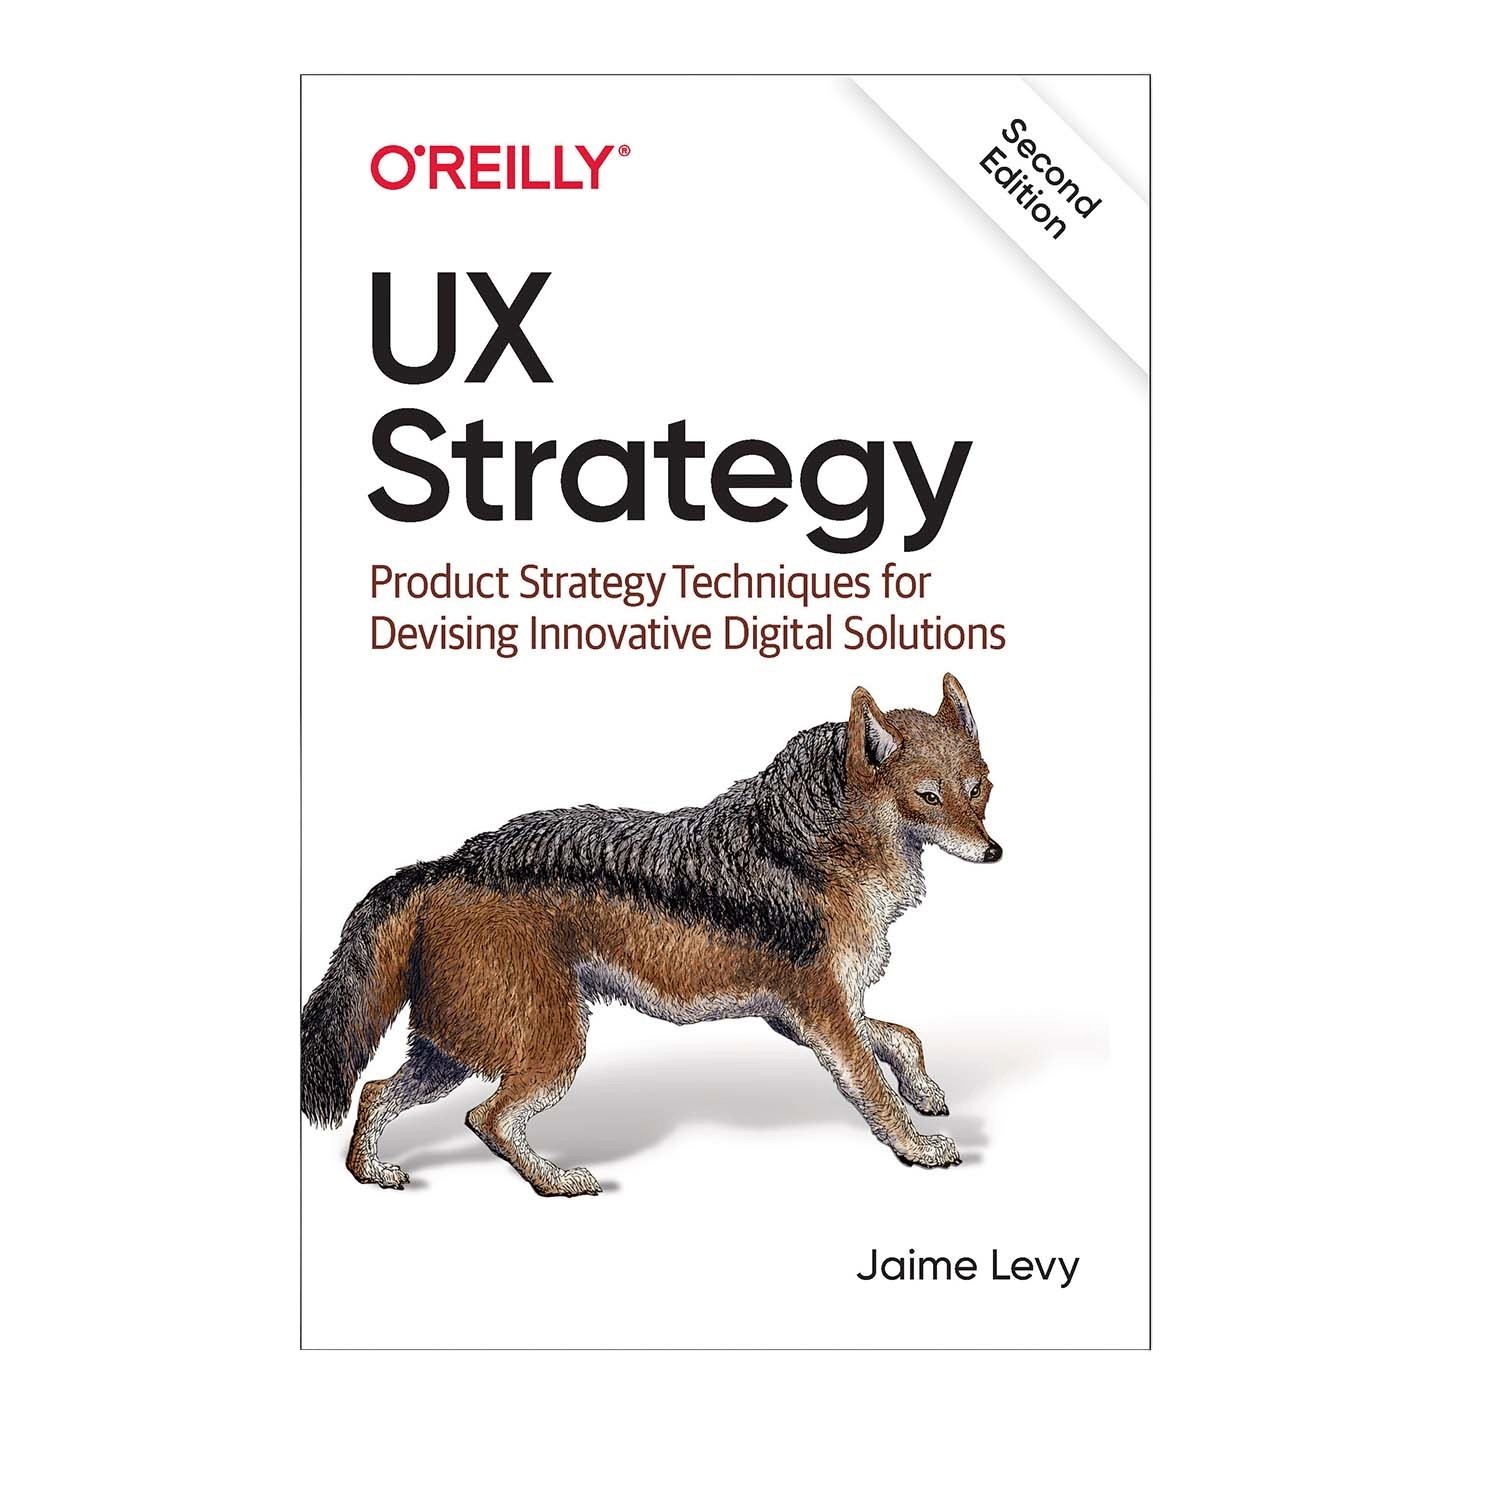 O'REILLY®
Second
Edition
UX
Strategy
Product Strategy Techniques for
Devising Innovative Digital Solutions
Jaime Levy